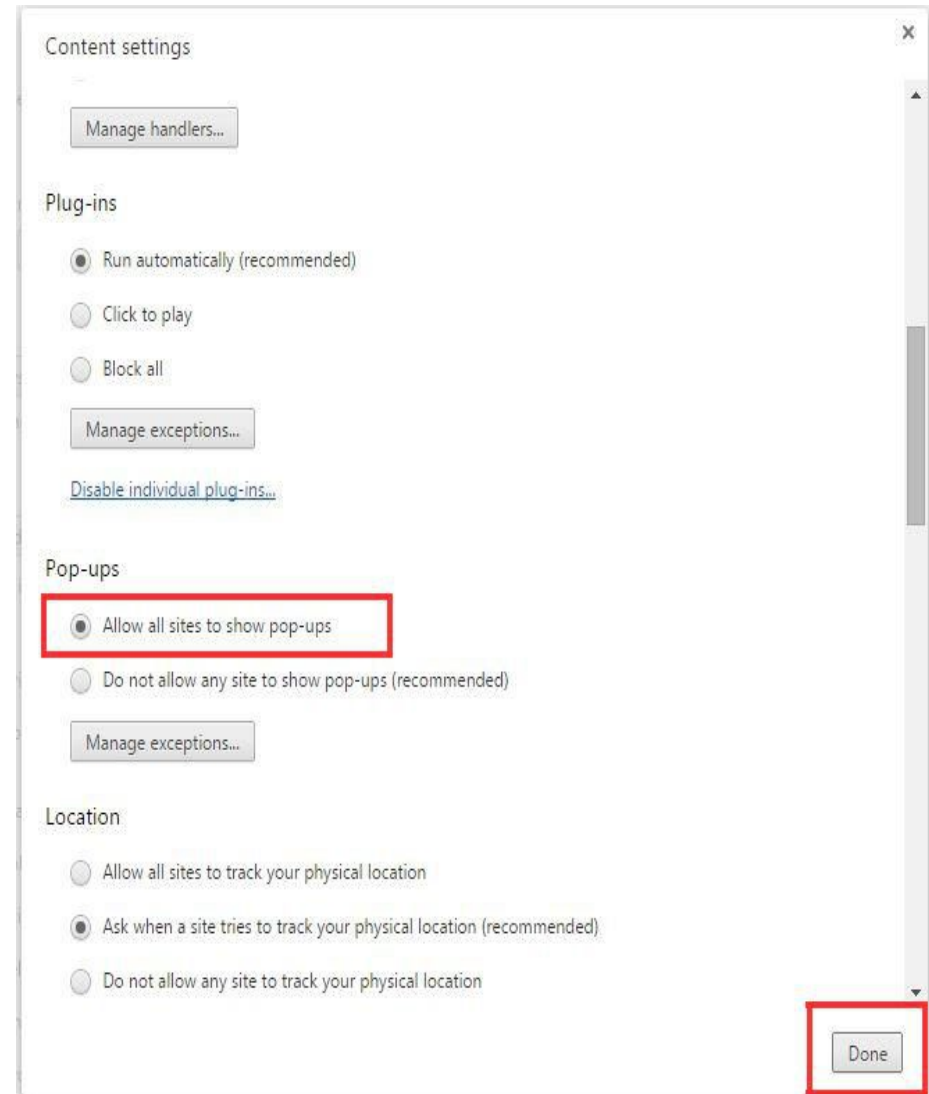 Content settings
Manage handlers...
Plug-ins
Run automatically (recommended)
Click to play
Block all
Manage exceptions...
Disable individual plug-ins...
Pop-ups
Allow all sites to show pop-ups
Do not allow any site to show pop-ups (recommended)
Manage exceptions...
Location
Allow all sites to track your physical location
Ask when a site tries to track your physical location (recommended)
Do not allow any site to track your physical location
Done